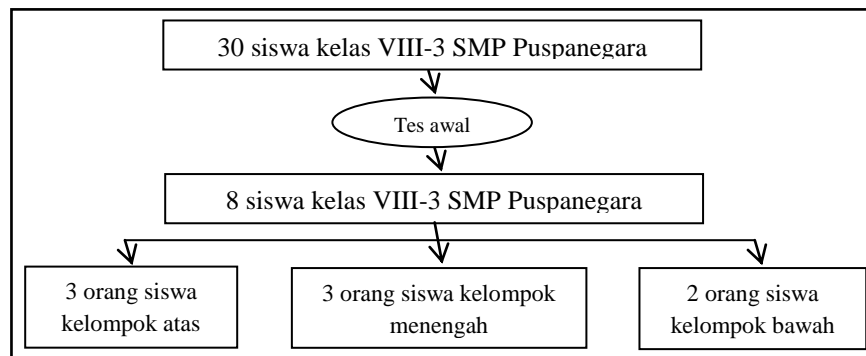 30 siswa kelas VIII-3 SMP Puspanegara
Tes awal
8 siswa kelas VIII-3 SMP Puspanegara
3 orang siswa
kelompok atas
3 orang siswa kelompok
menengah
2 orang siswa
kelompok bawah